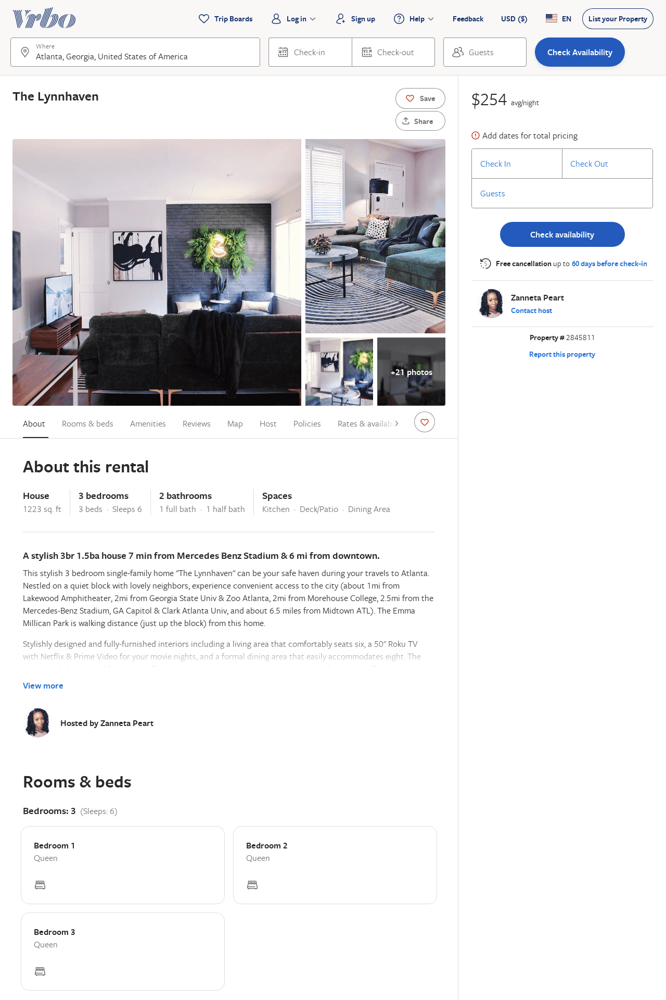 Vrbo
Trip Boards
Log in
Sign up
Help
Feedback
USD ($)
EN
List your Property
Where
Atlanta, Georgia, United States of America
Check-in
Check-out
Guests
Check Availability
The Lynnhaven
Save
Share
+21 photos
$254 avg/night
Add dates for total pricing
Check In
Check Out
Guests
Check availability
Free cancellation up to 60 days before check-in
Zanneta Peart
Contact host
Property # 2845811
Report this property
About
Rooms & beds
Amenities
Reviews
Map
Host
Policies
Rates &
About this rental
House
1223 sq. ft
3 bedrooms
3 beds · Sleeps 6
2 bathrooms
1 full bath · 1 half bath
Spaces
Kitchen · Deck/Patio · Dining Area
A stylish 3br 1.5ba house 7 min from Mercedes Benz Stadium & 6 mi from downtown.
This stylish 3 bedroom single-family home "The Lynnhaven" can be your safe haven during your travels to Atlanta.
Nestled on a quiet block with lovely neighbors, experience convenient access to the city (about 1mi from
Lakewood Amphitheater, 2mi from Georgia State Univ & Zoo Atlanta, 2mi from Morehouse College, 2.5mi from the
Mercedes-Benz Stadium, GA Capitol & Clark Atlanta Univ, and about 6.5 miles from Midtown ATL). The Emma
Millican Park is walking distance (just up the block) from this home.
Stylishly designed and fully-furnished interiors including a living area that comfortably seats six, a 50" Roku TV
with Netflix & Prime Video for your movie nights, and a formal dining area that easily accommodates eight. The
View more
Hosted by Zanneta Peart
Rooms & beds
Bedrooms: 3 (Sleeps: 6)
Bedroom 1
Queen
Bedroom 2
Queen
Bedroom 3
Queen